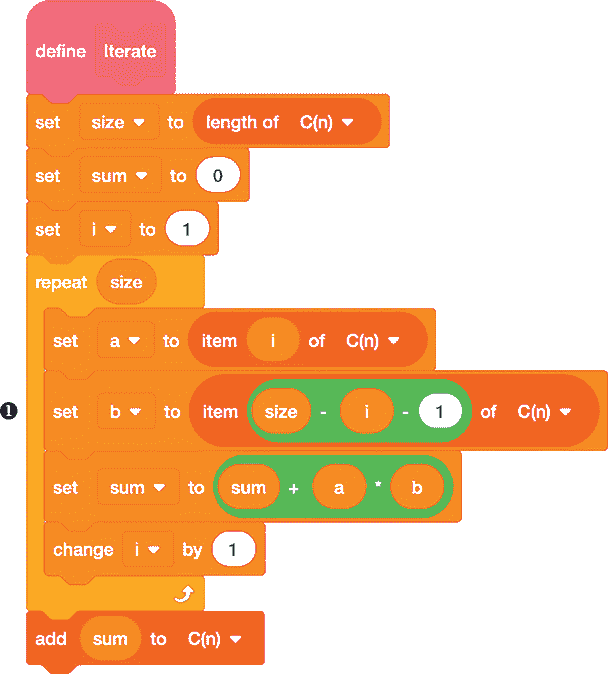 define Iterate
set size to length of C(n)
set sum to 0
set i to 1
repeat size
set a to item i of C(n)
❶ set b to item size - i - 1 of C(n)
set sum to sum + a * b
change i by 1
add sum to C(n)